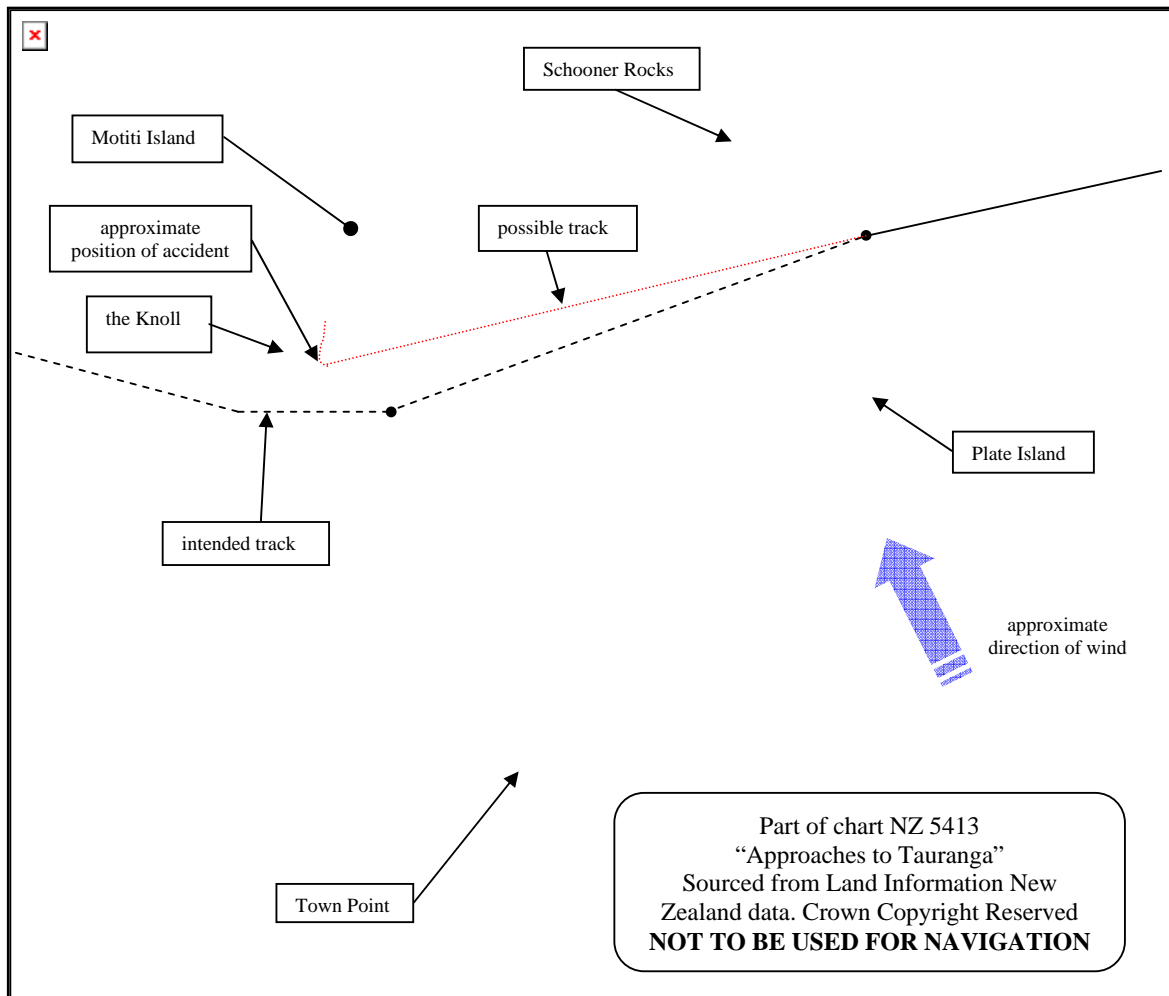 Schooner Rocks
Motiti Island
approximate
position of accident
possible track
the Knoll
Plate Island
intended track
approximate
direction of wind
Part of chart NZ 5413
“Approaches to Tauranga”
Sourced from Land Information New
Zealand data. Crown Copyright Reserved
NOT TO BE USED FOR NAVIGATION
Town Point